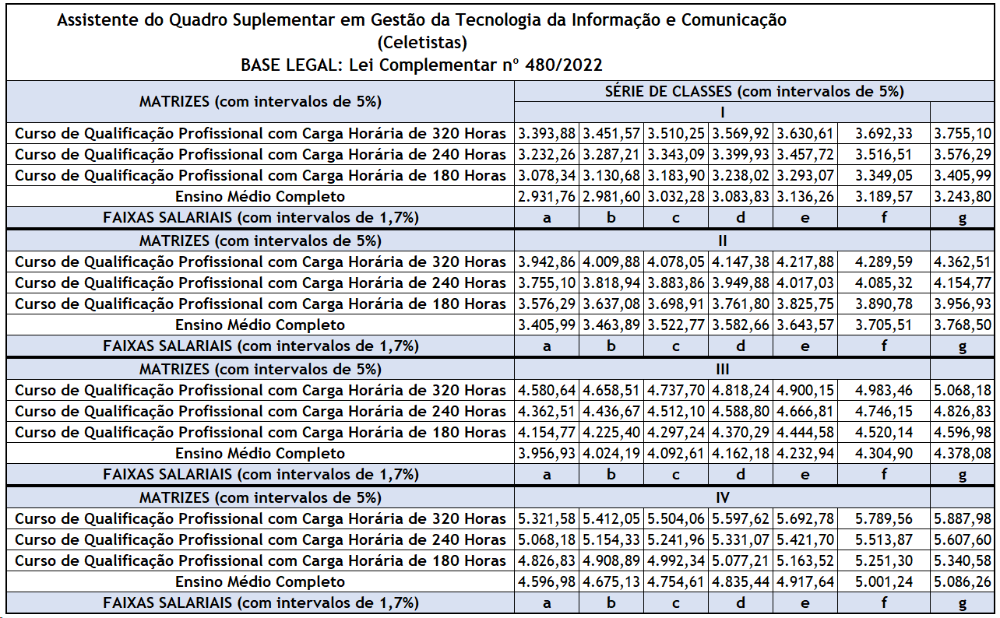 Assistente do Quadro Suplementar em Gestão da Tecnologia da Informação e Comunicação
(Celetistas)
BASE LEGAL: Lei Complementar nº 480/2022
MATRIZES (com intervalos de 5%) SÉRIE DE CLASSES (com intervalos de 5%)
I
Curso de Qualificação Profissional com Carga Horária de 320 Horas 3.393,88 3.451,57 3.510,25 3.569,92 3.630,61 3.692,33 3.755,10
Curso de Qualificação Profissional com Carga Horária de 240 Horas 3.232,26 3.287,21 3.343,09 3.399,93 3.457,72 3.516,51 3.576,29
Curso de Qualificação Profissional com Carga Horária de 180 Horas 3.078,34 3.130,68 3.183,90 3.238,02 3.293,07 3.349,05 3.405,99
Ensino Médio Completo 2.931,76 2.981,60 3.032,28 3.083,83 3.136,26 3.189,57 3.243,80
FAIXAS SALARIAIS (com intervalos de 1,7%) a b c d e f g
MATRIZES (com intervalos de 5%) II
Curso de Qualificação Profissional com Carga Horária de 320 Horas 3.942,86 4.009,88 4.078,05 4.147,38 4.217,88 4.289,59 4.362,51
Curso de Qualificação Profissional com Carga Horária de 240 Horas 3.755,10 3.818,94 3.883,86 3.949,88 4.017,03 4.085,32 4.154,77
Curso de Qualificação Profissional com Carga Horária de 180 Horas 3.576,29 3.637,08 3.698,91 3.761,80 3.825,75 3.890,78 3.956,93
Ensino Médio Completo 3.405,99 3.463,89 3.522,77 3.582,66 3.643,57 3.705,51 3.768,50
FAIXAS SALARIAIS (com intervalos de 1,7%) a b c d e f g
MATRIZES (com intervalos de 5%) III
Curso de Qualificação Profissional com Carga Horária de 320 Horas 4.580,64 4.658,51 4.737,70 4.818,24 4.900,15 4.983,46 5.068,18
Curso de Qualificação Profissional com Carga Horária de 240 Horas 4.362,51 4.436,67 4.512,10 4.588,80 4.666,81 4.746,15 4.826,83
Curso de Qualificação Profissional com Carga Horária de 180 Horas 4.154,77 4.225,40 4.297,24 4.370,29 4.444,58 4.520,14 4.596,98
Ensino Médio Completo 3.956,93 4.024,19 4.092,61 4.162,18 4.232,94 4.304,90 4.378,08
FAIXAS SALARIAIS (com intervalos de 1,7%) a b c d e f g
MATRIZES (com intervalos de 5%) IV
Curso de Qualificação Profissional com Carga Horária de 320 Horas 5.321,58 5.412,05 5.504,06 5.597,62 5.692,78 5.789,56 5.887,98
Curso de Qualificação Profissional com Carga Horária de 240 Horas 5.068,18 5.154,33 5.241,96 5.331,07 5.421,70 5.513,87 5.607,60
Curso de Qualificação Profissional com Carga Horária de 180 Horas 4.826,83 4.908,89 4.992,34 5.077,21 5.163,52 5.251,30 5.340,58
Ensino Médio Completo 4.596,98 4.675,13 4.754,61 4.835,44 4.917,64 5.001,24 5.086,26
FAIXAS SALARIAIS (com intervalos de 1,7%) a b c d e f g